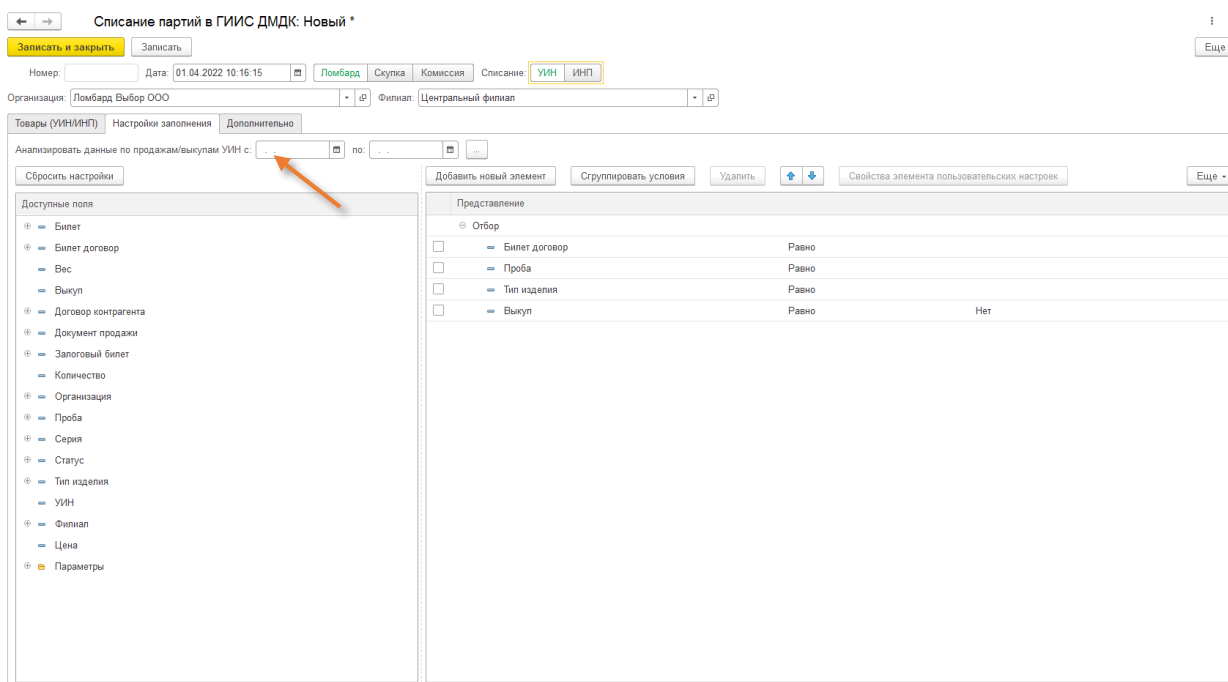 Списание партий в ГИИС ДМДК: Новый *
Записать и закрыть Записать Еще
Номер: Дата: 01.04.2022 10:16:15 Ломбард Скупка Комиссия Списание: УИН ИНП
Организация: Ломбард Выбор ООО Филиал: Центральный филиал
Товары (УИН/ИНП) Настройки заполнения Дополнительно
Анализировать данные по продажам/выкупам УИН с: . . по: . . ...
Сбросить настройки Добавить новый элемент Сгруппировать условия Удалить Свойства элемента пользовательских настроек Еще
Доступные поля Представление
Билет Отбор
Билет договор Билет договор Равно
Вес Проба Равно
Выкуп Тип изделия Равно
Договор контрагента Выкуп Равно Нет
Документ продажи
Залоговый билет
Количество
Организация
Проба
Серия
Статус
Тип изделия
УИН
Филиал
Цена
Параметры